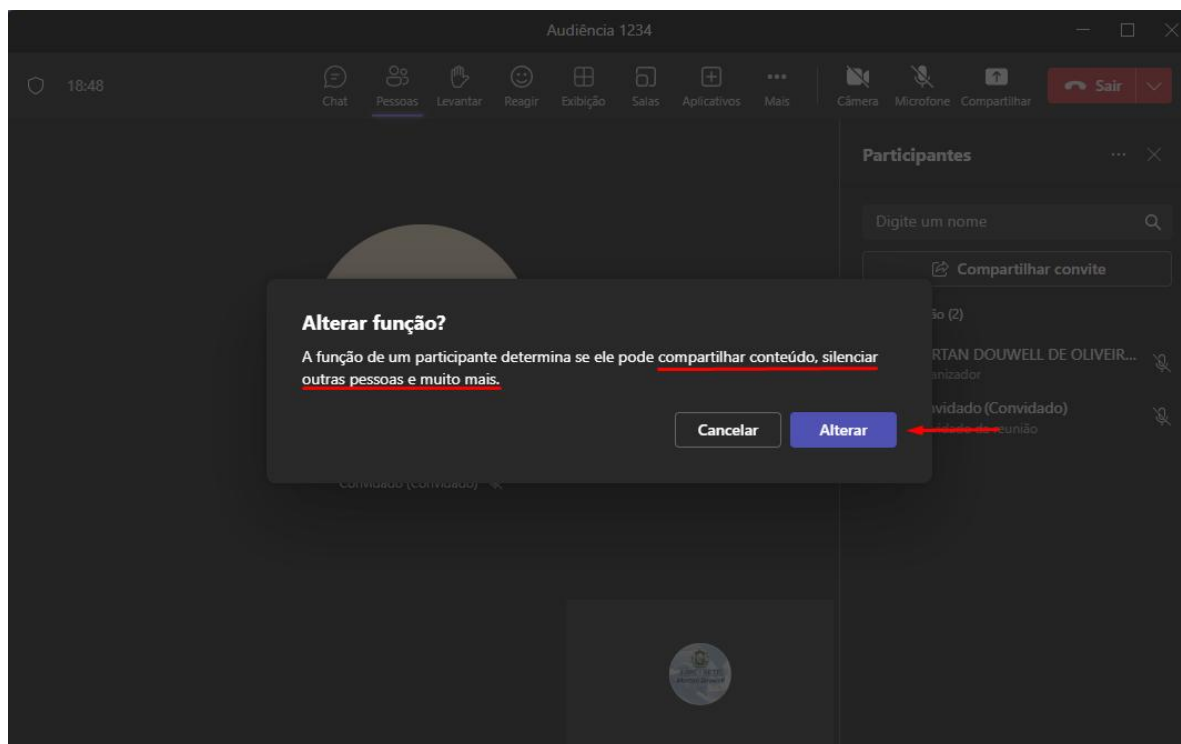 Audiência 1234
18:48
Chat Pessoas Levantar Reagir Exibição Salas Aplicativos Mais Câmera Microfone Compartilhar Sair
Participantes
Digite um nome
Compartilhar convite
(2)
Alterar função?
A função de um participante determina se ele pode compartilhar conteúdo, silenciar
outras pessoas e muito mais.
DOUWELL DE OLIVEIR...
(Convidado)
reunião
Cancelar Alterar
Convidado (Convidado)